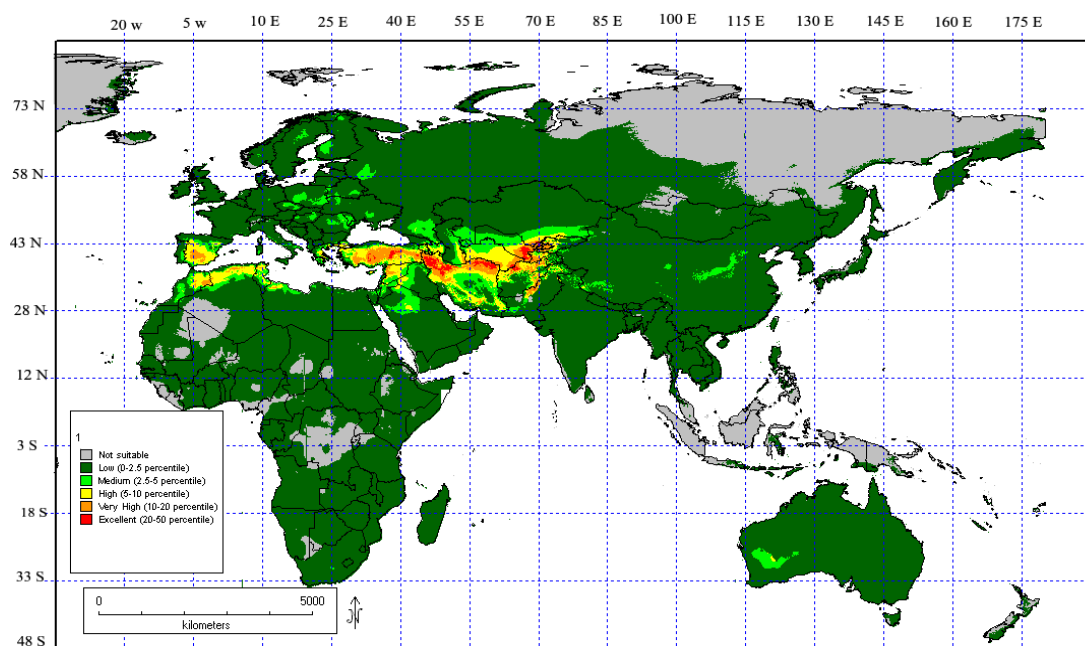 20 w 5 w 10 E 25 E 40 E 55 E 70 E 85 E 100 E 115 E 130 E 145 E 160 E 175 E
73 N
58 N
43 N
28 N
12 N
3 S
18 S
33 S
48 S
1
Not suitable
Low (0-2.5 percentile)
Medium (2.5-5 percentile)
High (5-10 percentile)
Very High (10-20 percentile)
Excellent (20-50 percentile)
0 5000
kilometers
N